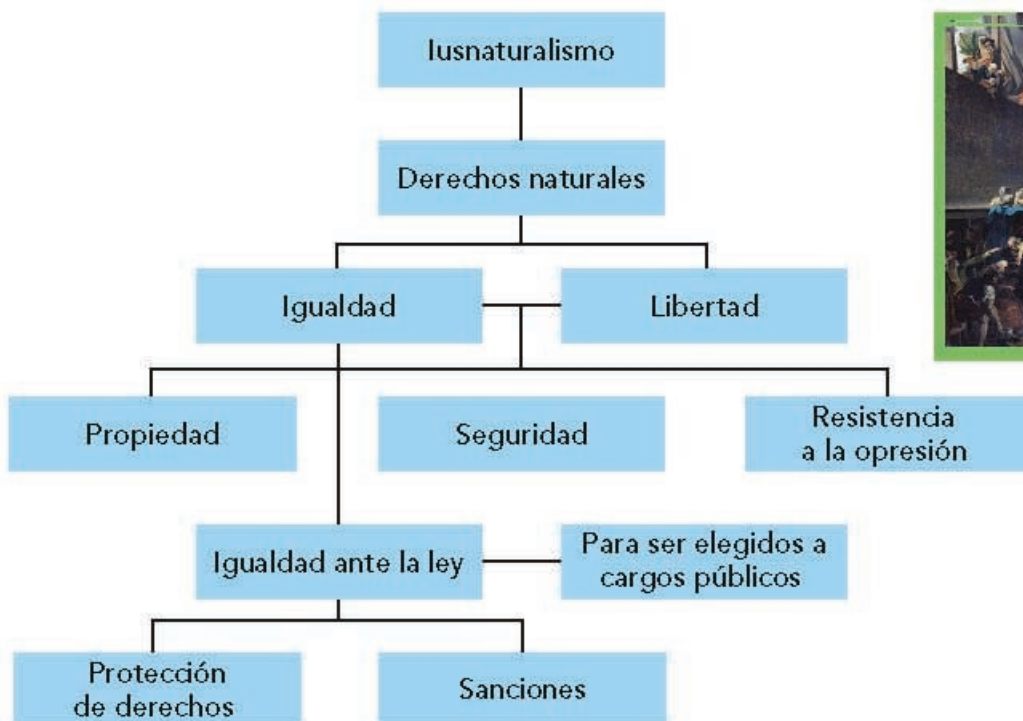 Iusnaturalismo
Derechos naturales
Igualdad
Libertad
Propiedad
Seguridad
Resistencia
a la opresión
Igualdad ante la ley
Para ser elegidos a
cargos públicos
Protección
de derechos
Sanciones